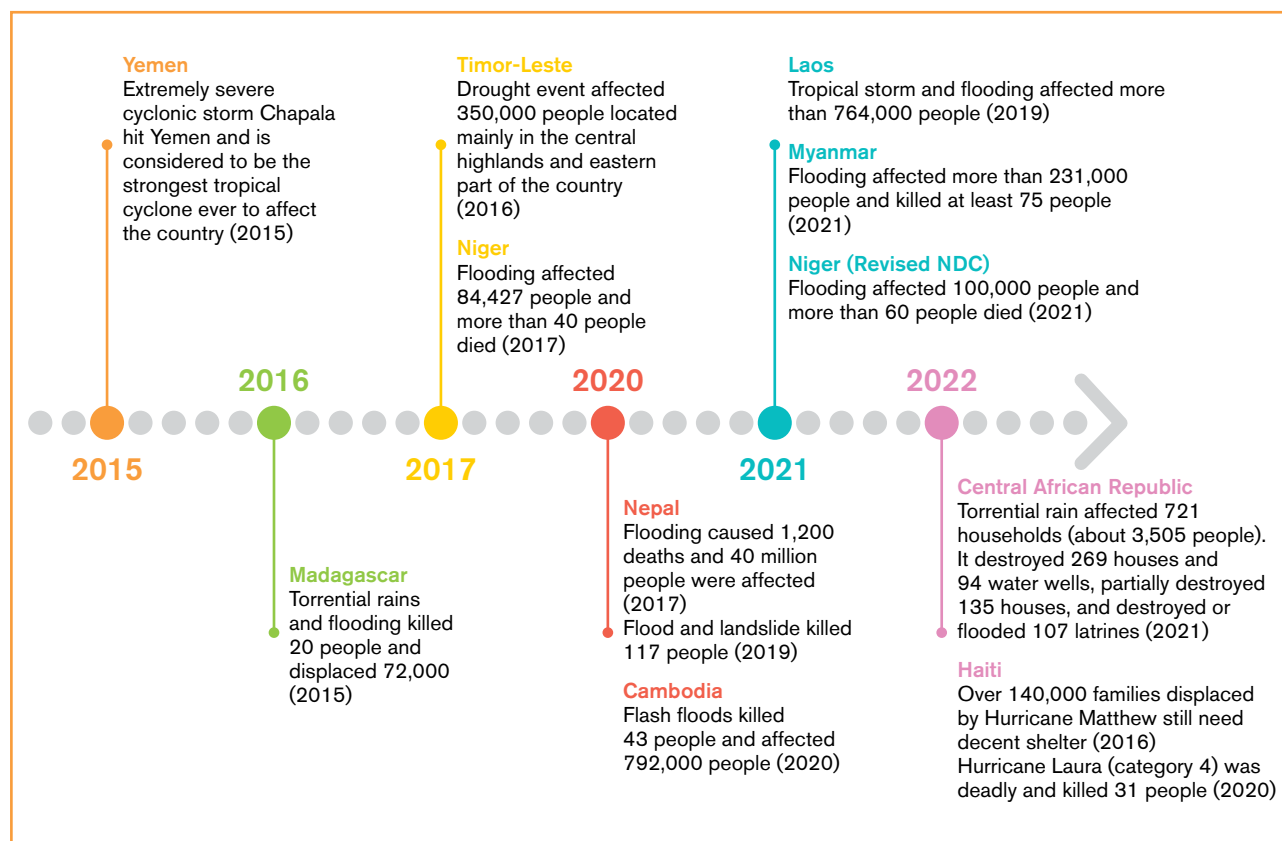 Yemen
Extremely severe
cyclonic storm Chapala
hit Yemen and is
considered to be the
strongest tropical
cyclone ever to affect
the country (2015)
Timor-Leste
Drought event affected
350,000 people located
mainly in the central
highlands and eastern
part of the country
(2016)
Niger
Flooding affected
84,427 people and
more than 40 people
died (2017)
Laos
Tropical storm and flooding affected more
than 764,000 people (2019)
Myanmar
Flooding affected more than 231,000
people and killed at least 75 people
(2021)
Niger (Revised NDC)
Flooding affected 100,000 people and
more than 60 people died (2021)
2016
2020
2022
2015
2017
2021
Madagascar
Torrential rains
and flooding killed
20 people and
displaced 72,000
(2015)
Nepal
Flooding caused 1,200
deaths and 40 million
people were affected
(2017)
Flood and landslide killed
117 people (2019)
Cambodia
Flash floods killed
43 people and affected
792,000 people (2020)
Central African Republic
Torrential rain affected 721
households (about 3,505 people).
It destroyed 269 houses and
94 water wells, partially destroyed
135 houses, and destroyed or
flooded 107 latrines (2021)
Haiti
Over 140,000 families displaced
by Hurricane Matthew still need
decent shelter (2016)
Hurricane Laura (category 4) was
deadly and killed 31 people (2020)